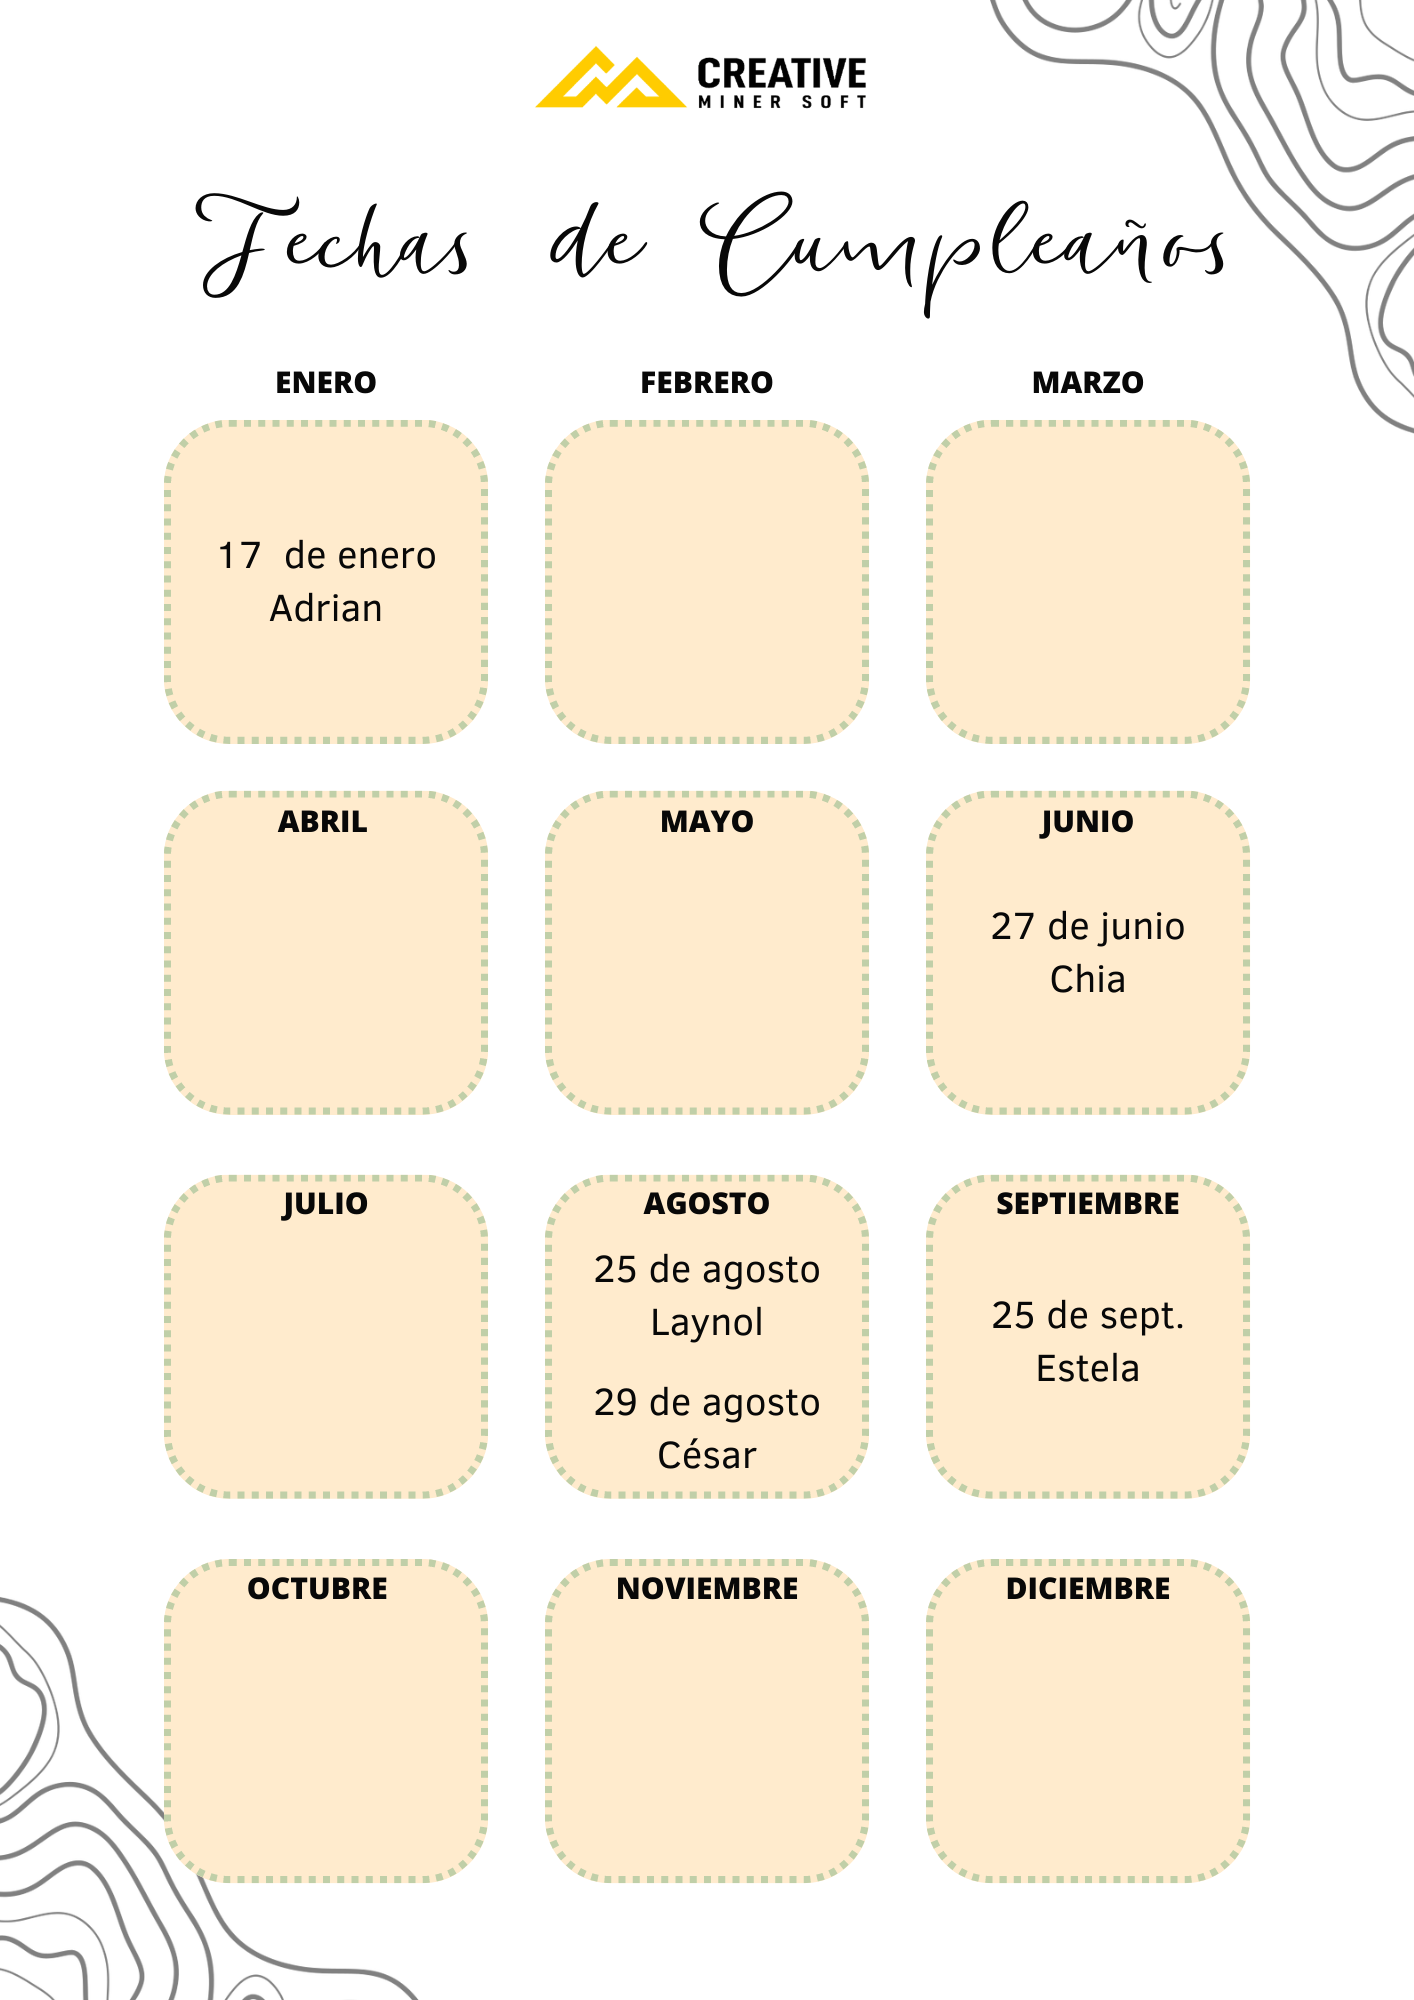 CREATIVE
MINER SOFT
Fechas de Cumpleaños
ENERO
FEBRERO
MARZO
17 de enero
Adrian
ABRIL
MAYO
JUNIO
27 de junio
Chia
JULIO
AGOSTO
SEPTIEMBRE
25 de agosto
Laynol
29 de agosto
César
25 de sept.
Estela
OCTUBRE
NOVIEMBRE
DICIEMBRE